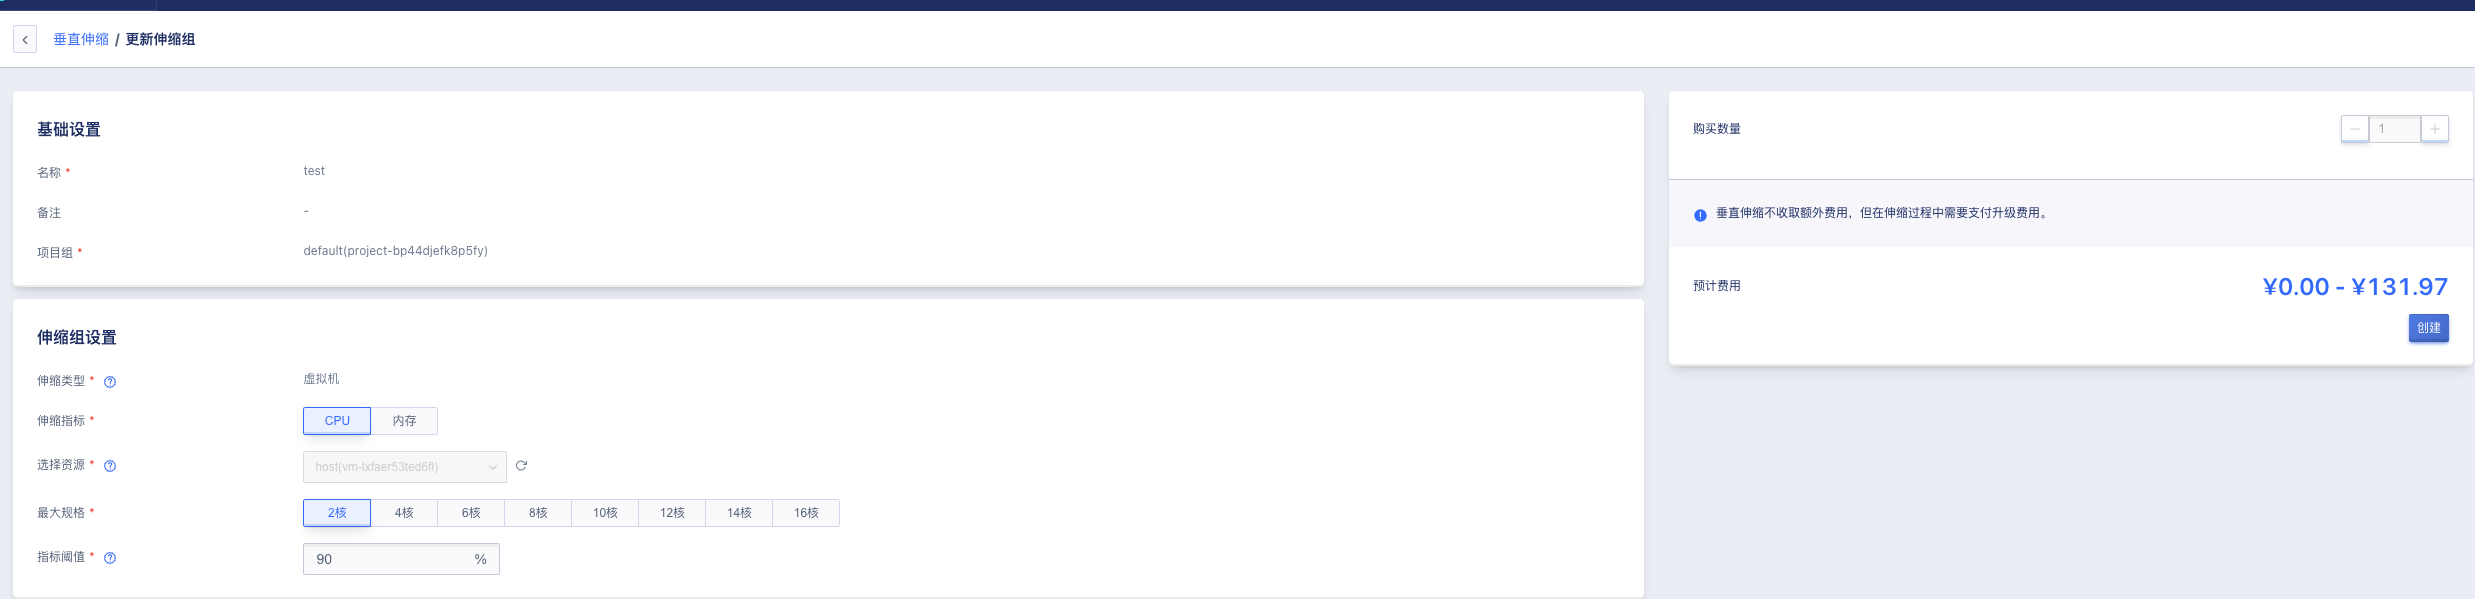 垂直伸缩 / 更新伸缩组
基础设置
名称 *
test
备注
-
项目组 *
default(project-bp44djefk8p5fy)
伸缩组设置
伸缩类型 *
虚拟机
伸缩指标 *
CPU 内存
选择资源 *
host(vm-lxfaer53ted6fl)
最大规格 *
2核 4核 6核 8核 10核 12核 14核 16核
指标阈值 *
90 %
购买数量
1
垂直伸缩不收取额外费用，但在伸缩过程中需要支付升级费用。
预计费用
¥0.00 - ¥131.97
创建